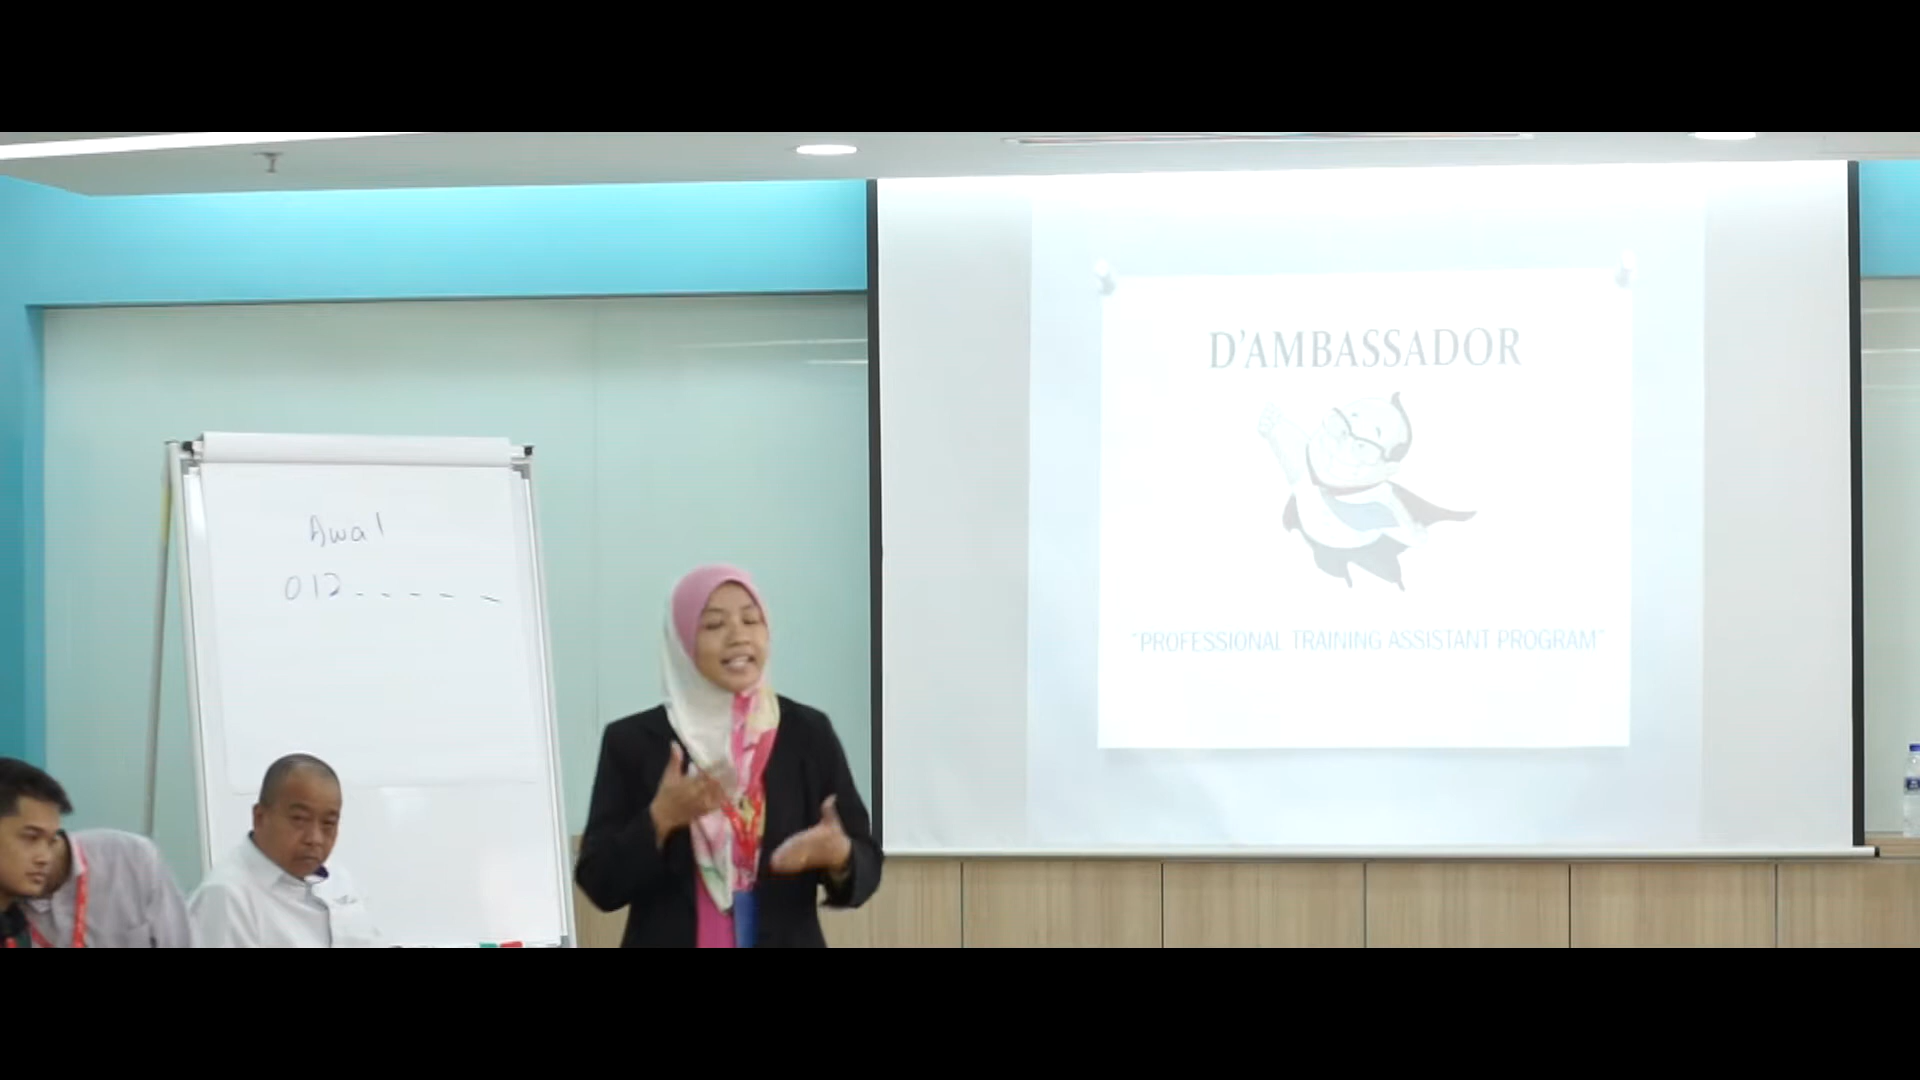 Awal
012-----
D'AMBASSADOR
"PROFESSIONAL TRAINING ASSISTANT PROGRAM"